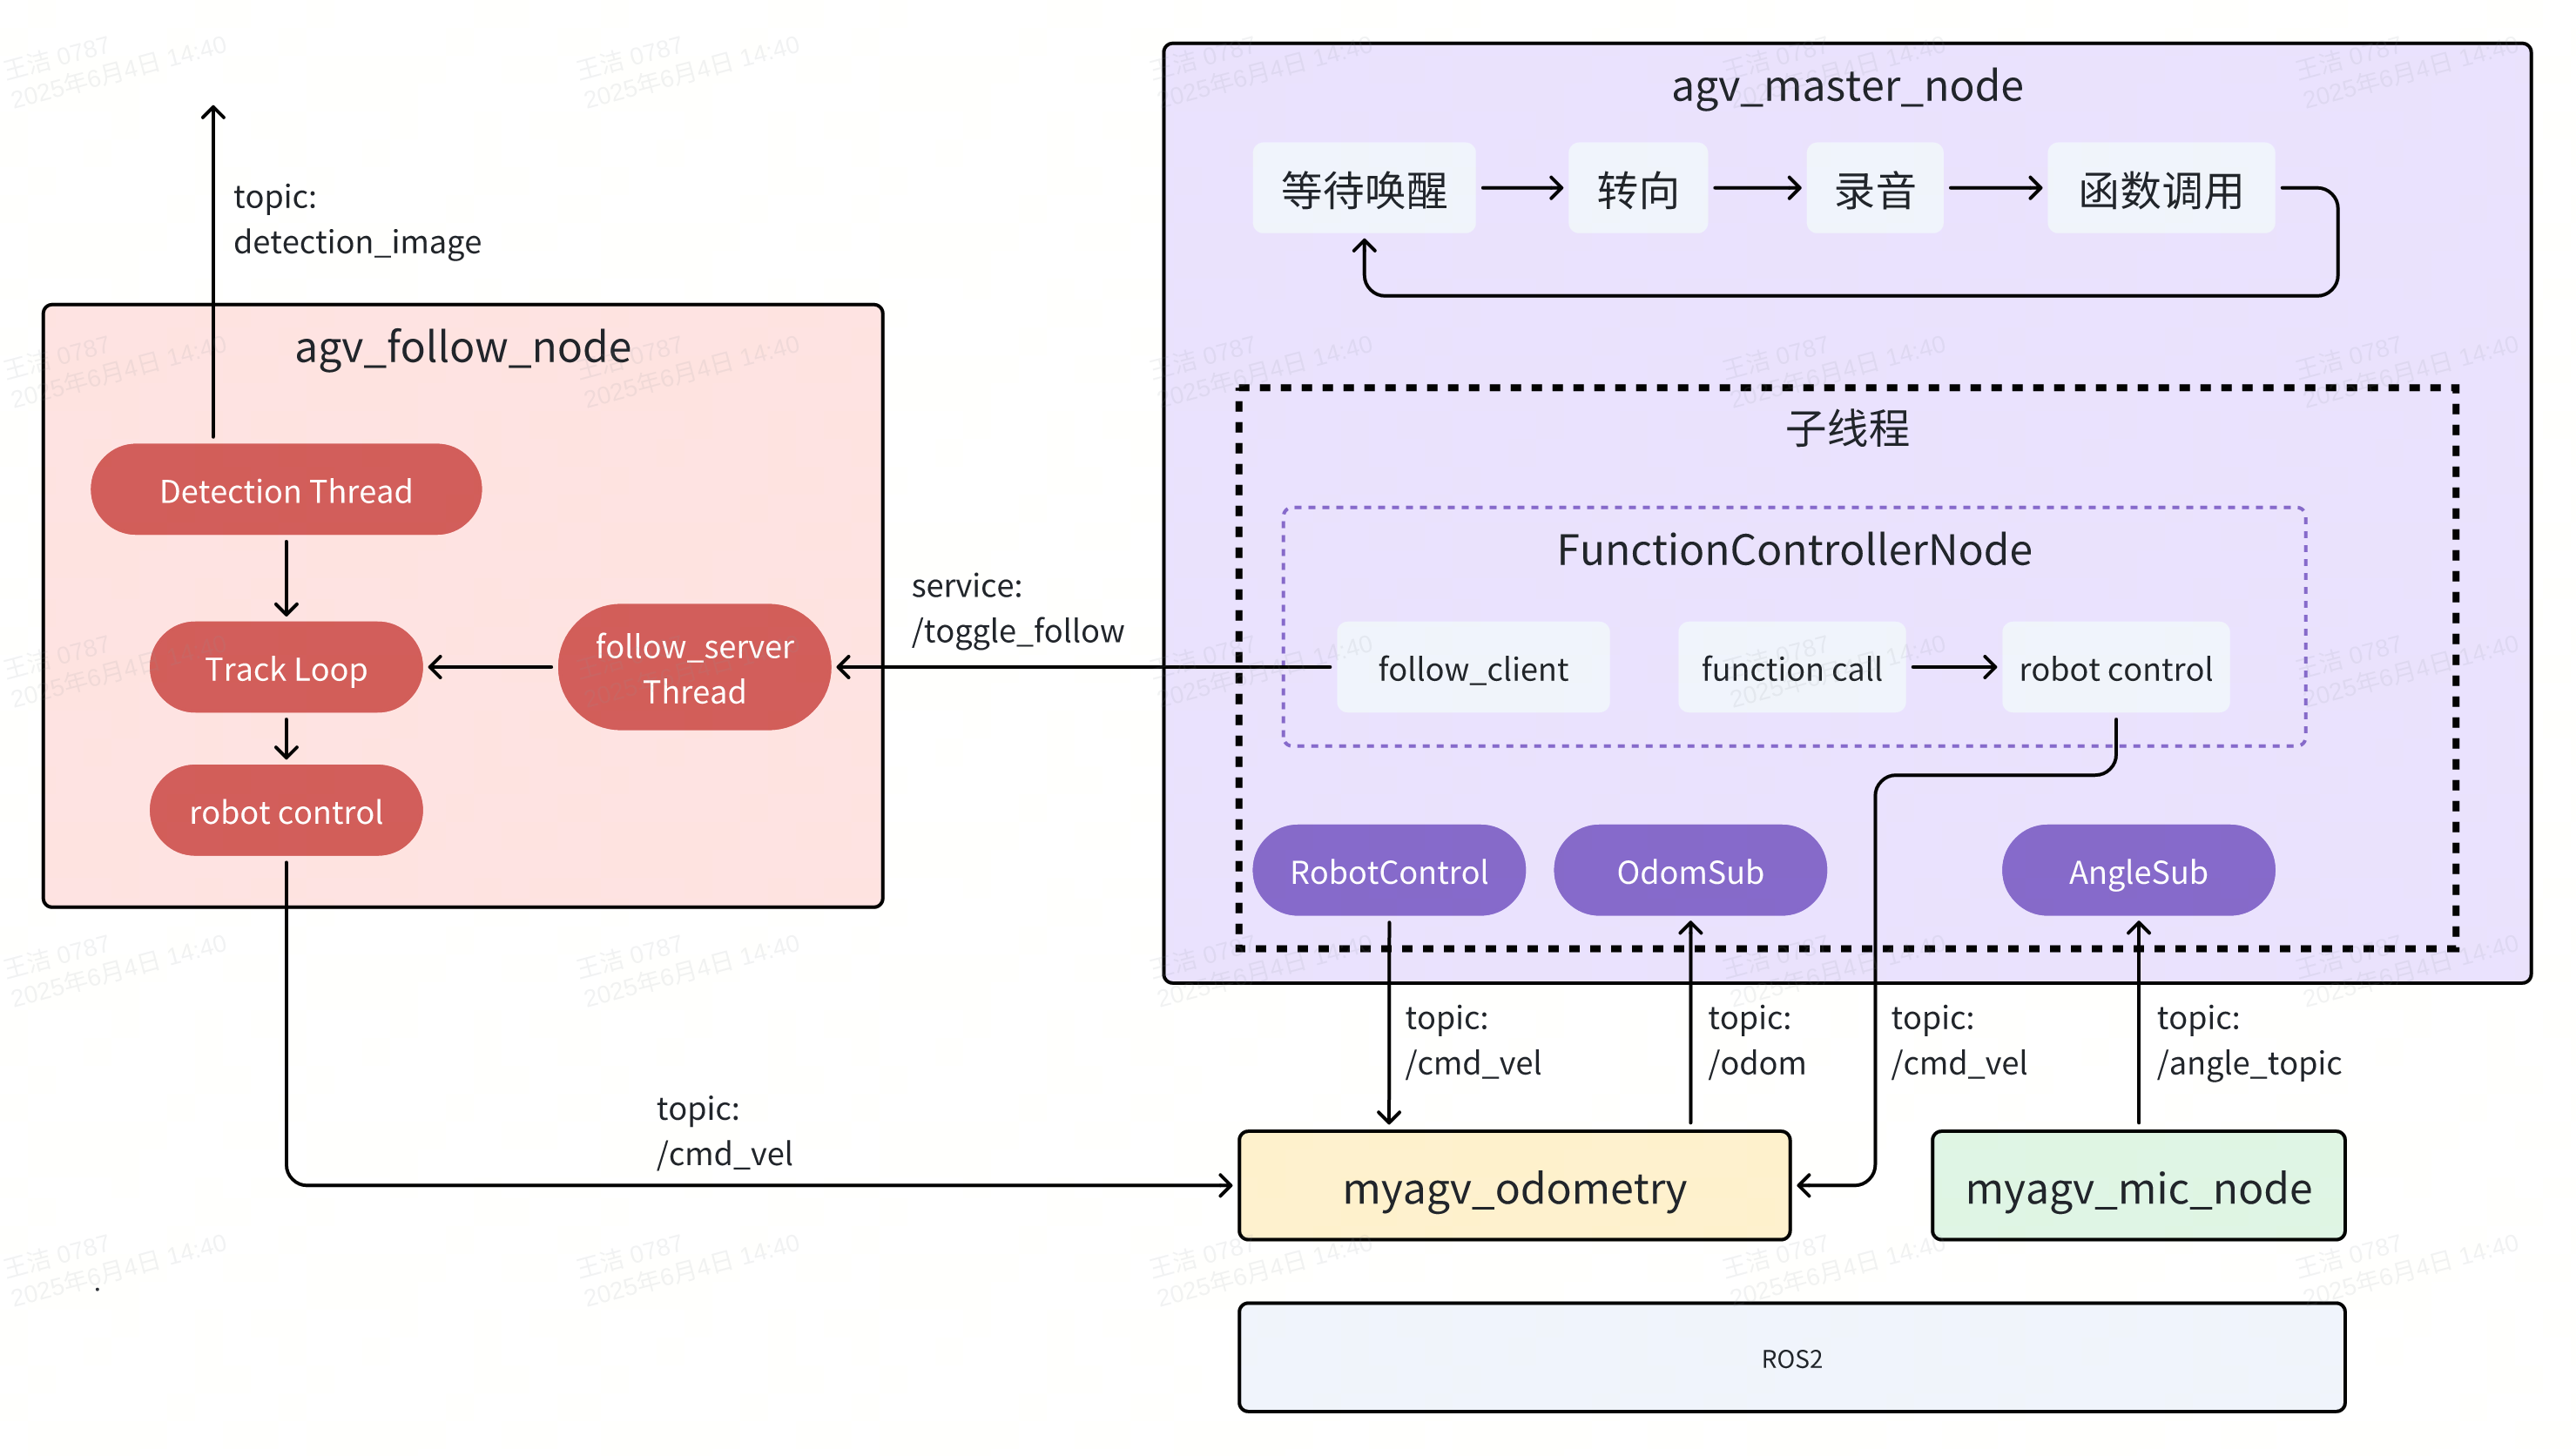 agv_master_node
等待唤醒
转向
录音
函数调用
topic:
detection_image
agv_follow_node
Detection Thread
Track Loop
follow_server
Thread
robot control
service:
/toggle_follow
子线程
FunctionControllerNode
follow_client
function call
robot control
RobotControl
OdomSub
AngleSub
topic:
/cmd_vel
topic:
/odom
topic:
/cmd_vel
topic:
/angle_topic
topic:
/cmd_vel
myagv_odometry
myagv_mic_node
ROS2
王浩 0787
2025年6月4日 14:40